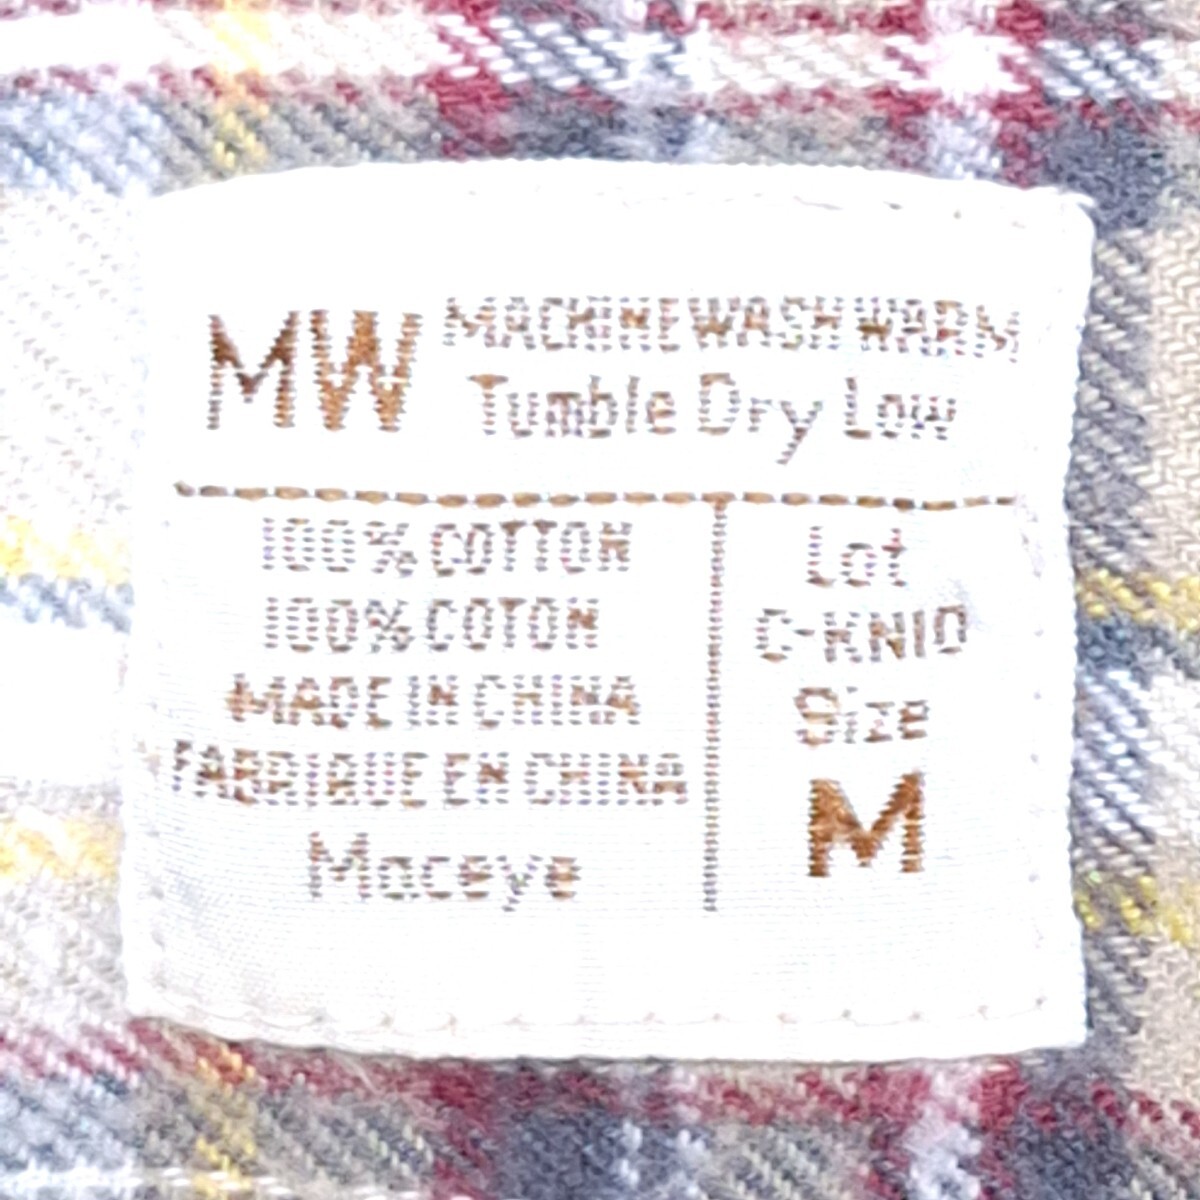 MW
MACHINE WASH WARM
Tumble Dry Low
100% COTTON
100% COTON
MADE IN CHINA
FABRIQUE EN CHINA
Maceye
Lot
C-KNIO
Size
M